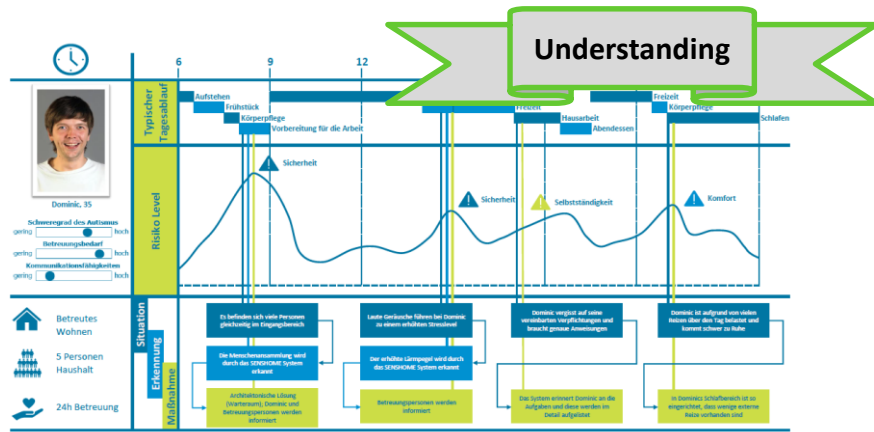 Understanding
6
9
12
Typischer
Tagesablauf
Aufstehen
Frühstück
Körperpflege
Vorbereitung für die Arbeit
Freizeit
Hausarbeit
Abendessen
Freizeit
Körperpflege
Schlafen
Dominic, 35
Schweregrad des Autismus
gering
hoch
Betreuungsbedarf
gering
hoch
Kommunikationsfähigkeiten
gering
hoch
Risiko Level
Sicherheit
Sicherheit
Selbstständigkeit
Komfort
Betreutes
Wohnen
5 Personen
Haushalt
24h Betreuung
Situation
Erkennung
Maßnahme
Es befinden sich viele Personen
gleichzeitig im Eingangsbereich
Die Menschenansammlung wird
durch das SENSHOME System
erkannt
Architektonische Lösung
(Warteraum); Dominic und
Betreuungspersonen werden
informiert
Laute Geräusche führen bei Dominic
zu einem erhöhten Stresslevel
Der erhöhte Lärmpegel wird durch
das SENSHOME System erkannt
Betreuungspersonen werden
informiert
Dominic vergisst auf seine
vereinbarten Verpflichtungen und
braucht genaue Anweisungen
Das System erinnert Dominic an die
Aufgaben und diese werden im
Detail aufgelistet
Dominic ist aufgrund von vielen
Reizen über den Tag belastet und
kommt schwer zu Ruhe
In Dominics Schlafbereich ist so
eingerichtet, dass wenige externe
Reize vorhanden sind